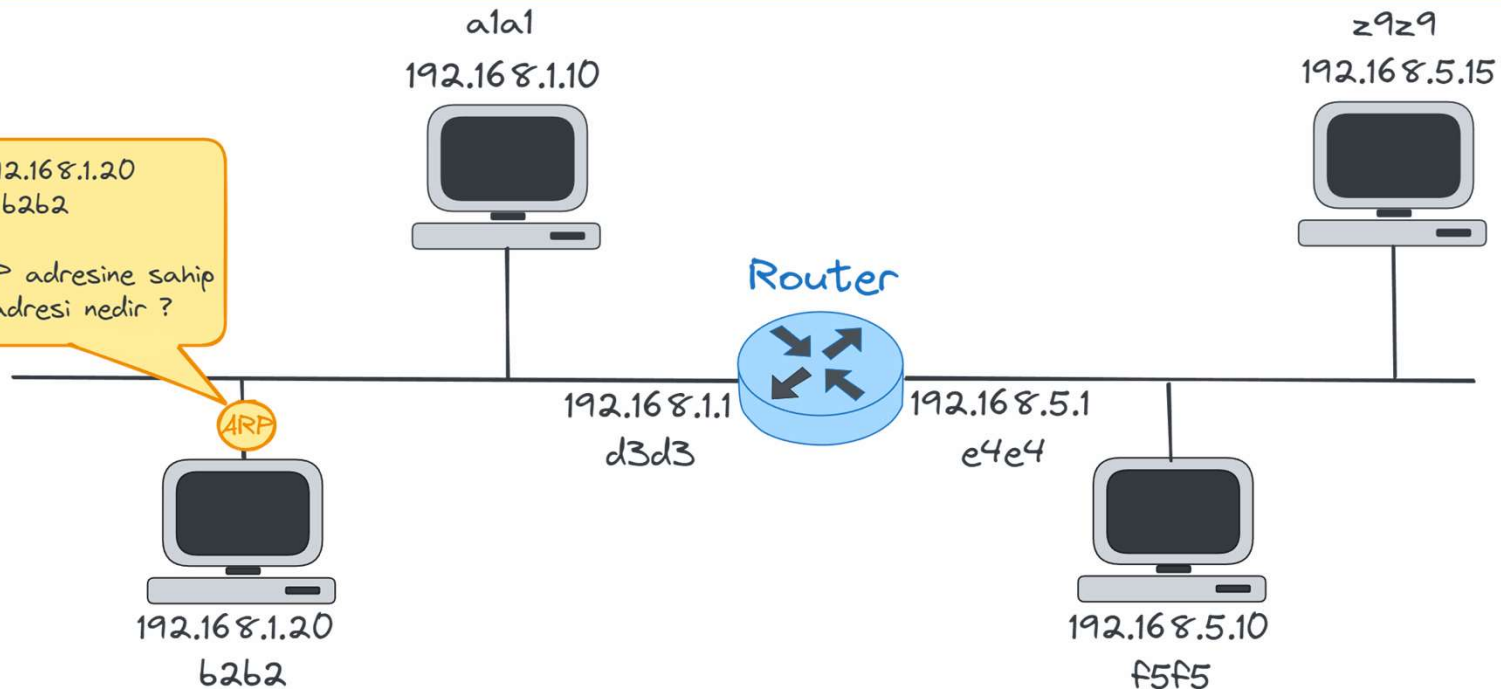 a1a1
192.168.1.10
z9z9
192.168.5.15
2.168.1.20
b2b2
adresine sahip
adresi nedir ?
Router
ARP
192.168.1.1
d3d3
192.168.5.1
e4e4
192.168.1.20
b2b2
192.168.5.10
f5f5